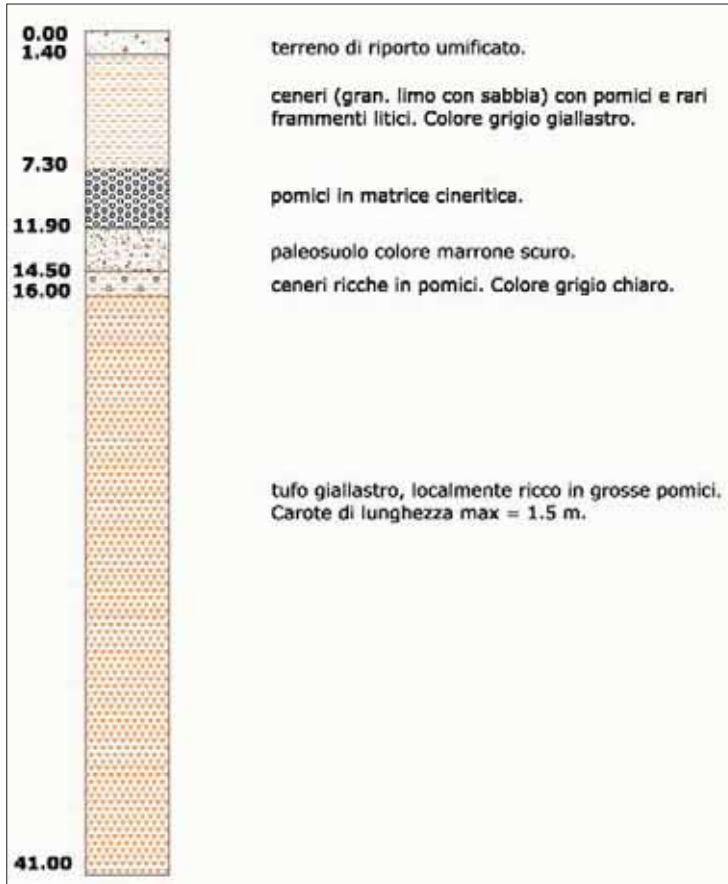 0.00
terreno di riporto umificato.
1.40
ceneri (gran. limo con sabbia) con pomici e rari
frammenti litici. Colore grigio giallastro.
7.30
pomici in matrice cineritica.
11.90
paleosuolo colore marrone scuro.
14.50
ceneri ricche in pomici. Colore grigio chiaro.
16.00
tufo giallastro, localmente ricco in grosse pomici.
Carote di lunghezza max = 1.5 m.
41.00